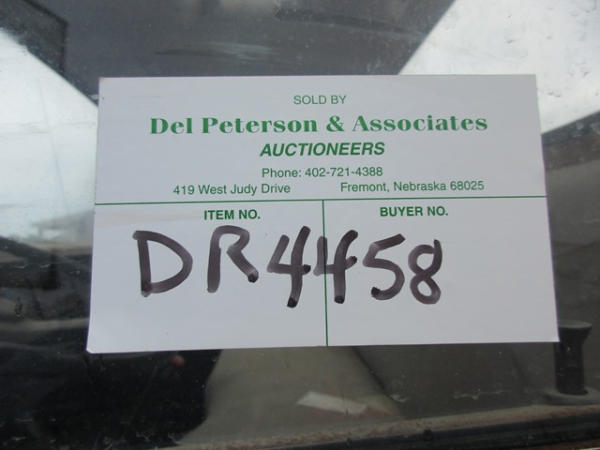 SOLD BY
Del Peterson & Associates
AUCTIONEERS
Phone: 402-721-4388
419 West Judy Drive Fremont, Nebraska 68025
ITEM NO. BUYER NO.
DR4458